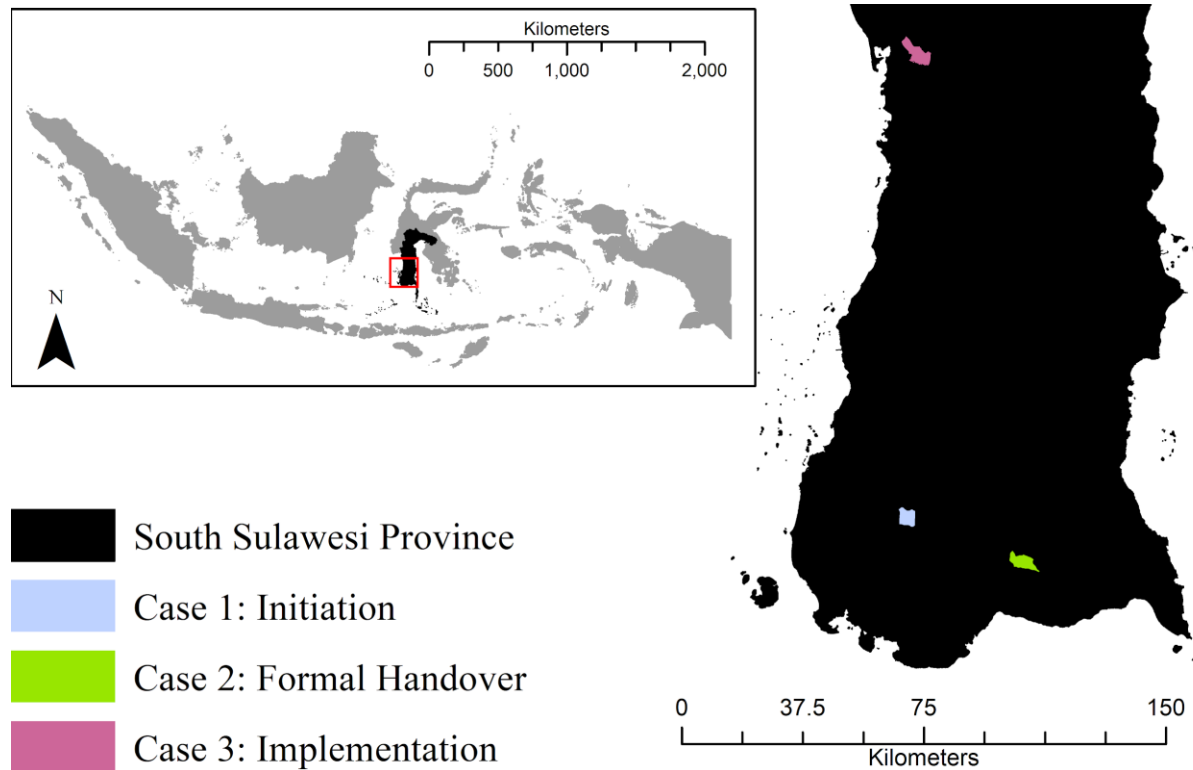 Kilometers
0 500 1,000 2,000
N
South Sulawesi Province
Case 1: Initiation
Case 2: Formal Handover
Case 3: Implementation
0 37.5 75 150
Kilometers